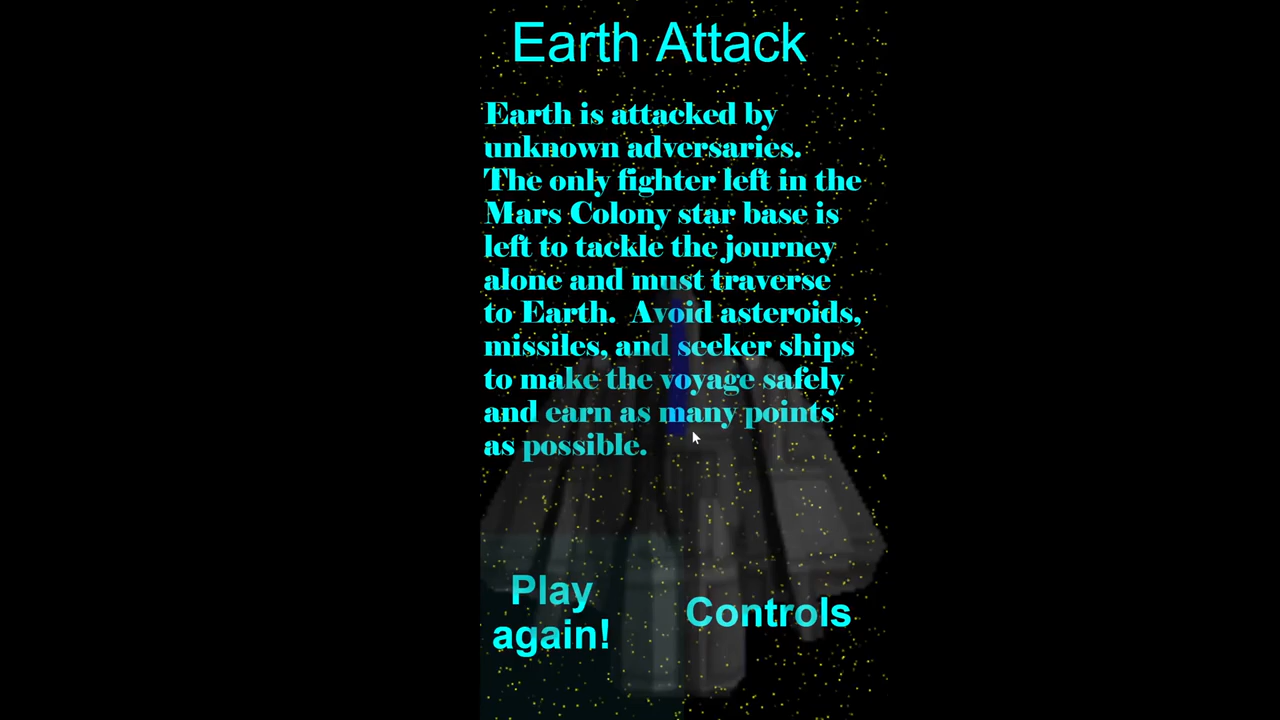 Earth Attack
Earth is attacked by
unknown adversaries.
The only fighter left in the
Mars Colony star base is
left to tackle the journey
alone and must traverse
to Earth.  Avoid asteroids,
missiles, and seeker ships
to make the voyage safely
and earn as many points
as possible.
Play
again!
Controls